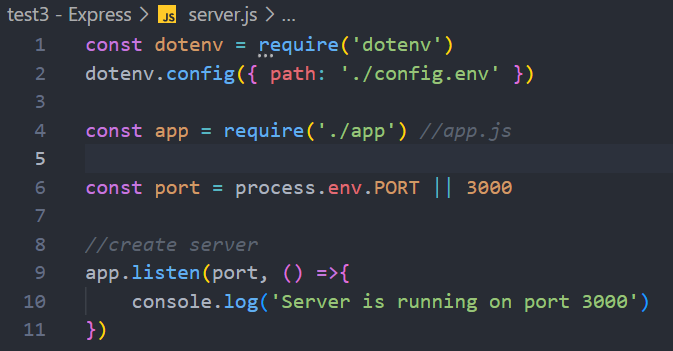 test3 - Express > JS server.js > ...
1 const dotenv = require('dotenv')
2 dotenv.config({ path: './config.env' })
3
4 const app = require('./app') //app.js
5
6 const port = process.env.PORT || 3000
7
8 //create server
9 app.listen(port, () =>{
10     console.log('Server is running on port 3000')
11 })